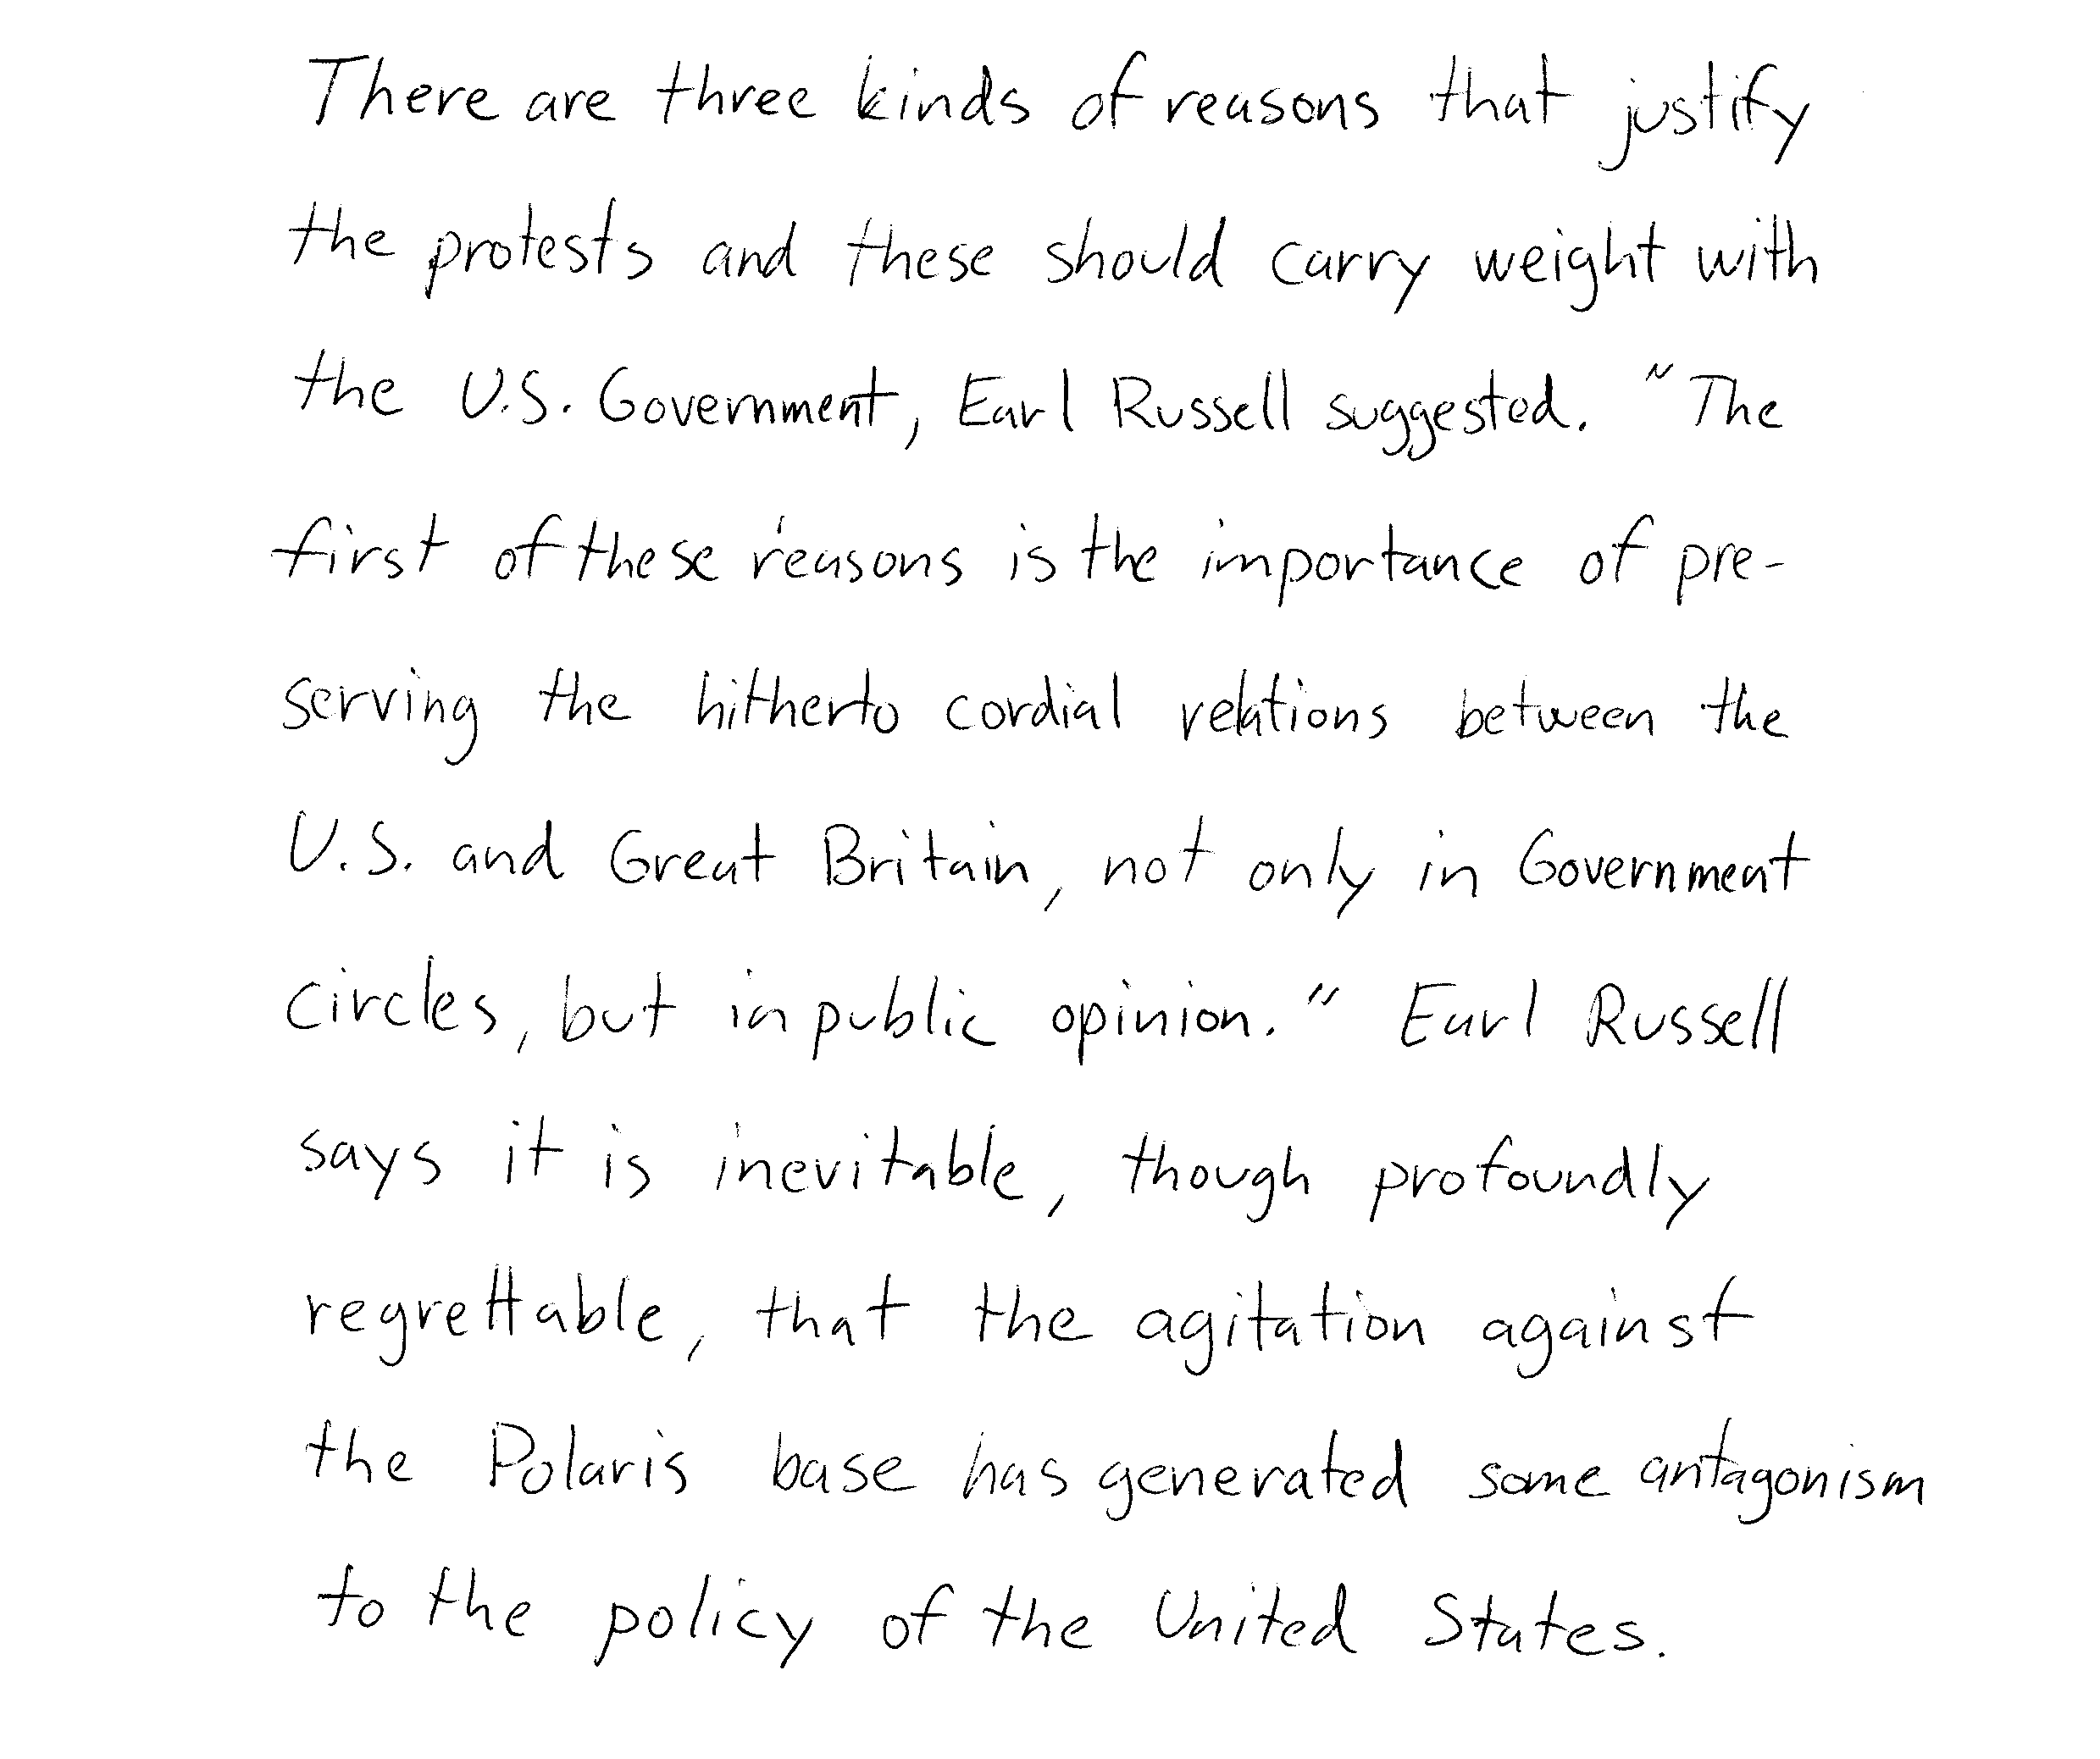 There are three kinds of reasons that justify
the protests and these should carry weight with
the U.S. Government, Earl Russell suggested. "The
first of these reasons is the importance of pre-
serving the hitherto cordial relations between the
U.S. and Great Britain, not only in Government
circles, but in public opinion." Earl Russell
says it is inevitable, though profoundly
regrettable, that the agitation against
the Polaris base has generated some antagonism
to the policy of the United States.